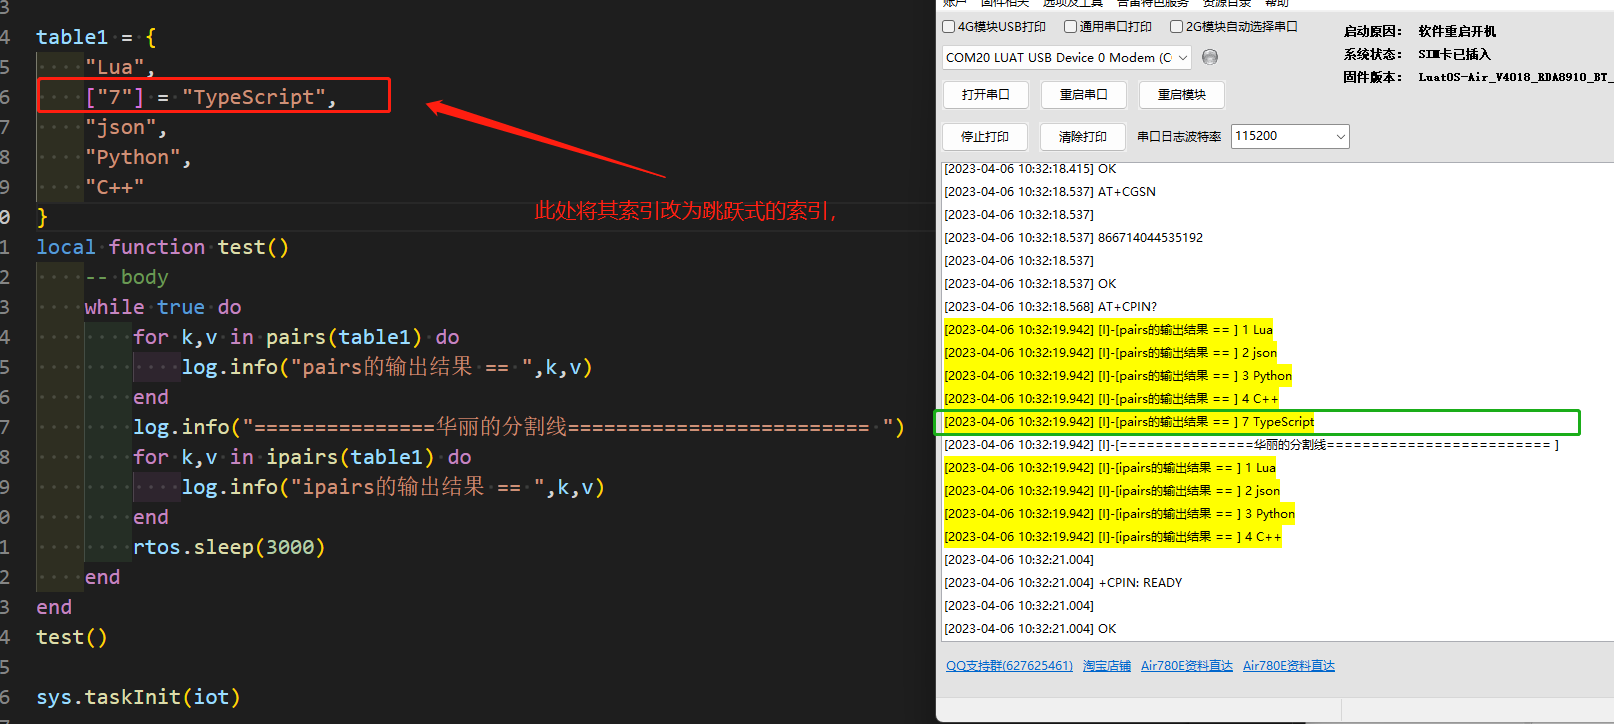 3
4 table1 = {
5 "Lua",
6 ["7"] = "TypeScript",
7 "json",
8 "Python",
9 "C++"
0 }
1 local function test()
2 -- body
3 while true do
4 for k,v in pairs(table1) do
5 log.info("pairs的输出结果 == ",k,v)
6 end
7 log.info("===============华丽的分割线========================= ")
8 for k,v in ipairs(table1) do
9 log.info("ipairs的输出结果 == ",k,v)
0 end
1 rtos.sleep(3000)
2 end
3 end
4 test()
5
6 sys.taskInit(iot)
此处将其索引改为跳跃式的索引，
账户 固件相关 选项及工具 合宙特色服务 资源目录 帮助
4G模块USB打印 通用串口打印 2G模块自动选择串口
COM20 LUAT USB Device 0 Modem (C
打开串口 重启串口 重启模块
停止打印 清除打印 串口日志波特率 115200
启动原因： 软件重启开机
系统状态： SIM卡已插入
固件版本： LuatOS-Air_V4018_RDA8910_BT_
[2023-04-06 10:32:18.415] OK
[2023-04-06 10:32:18.537] AT+CGSN
[2023-04-06 10:32:18.537]
[2023-04-06 10:32:18.537] 866714044535192
[2023-04-06 10:32:18.537]
[2023-04-06 10:32:18.537] OK
[2023-04-06 10:32:18.568] AT+CPIN?
[2023-04-06 10:32:19.942] [I]-[pairs的输出结果 == ] 1 Lua
[2023-04-06 10:32:19.942] [I]-[pairs的输出结果 == ] 2 json
[2023-04-06 10:32:19.942] [I]-[pairs的输出结果 == ] 3 Python
[2023-04-06 10:32:19.942] [I]-[pairs的输出结果 == ] 4 C++
[2023-04-06 10:32:19.942] [I]-[pairs的输出结果 == ] 7 TypeScript
[2023-04-06 10:32:19.942] [I]-[===============华丽的分割线========================= ]
[2023-04-06 10:32:19.942] [I]-[ipairs的输出结果 == ] 1 Lua
[2023-04-06 10:32:19.942] [I]-[ipairs的输出结果 == ] 2 json
[2023-04-06 10:32:19.942] [I]-[ipairs的输出结果 == ] 3 Python
[2023-04-06 10:32:19.942] [I]-[ipairs的输出结果 == ] 4 C++
[2023-04-06 10:32:21.004]
[2023-04-06 10:32:21.004] +CPIN: READY
[2023-04-06 10:32:21.004]
[2023-04-06 10:32:21.004] OK
QQ支持群(627625461) 淘宝店铺 Air780E资料直达 Air780E资料直达